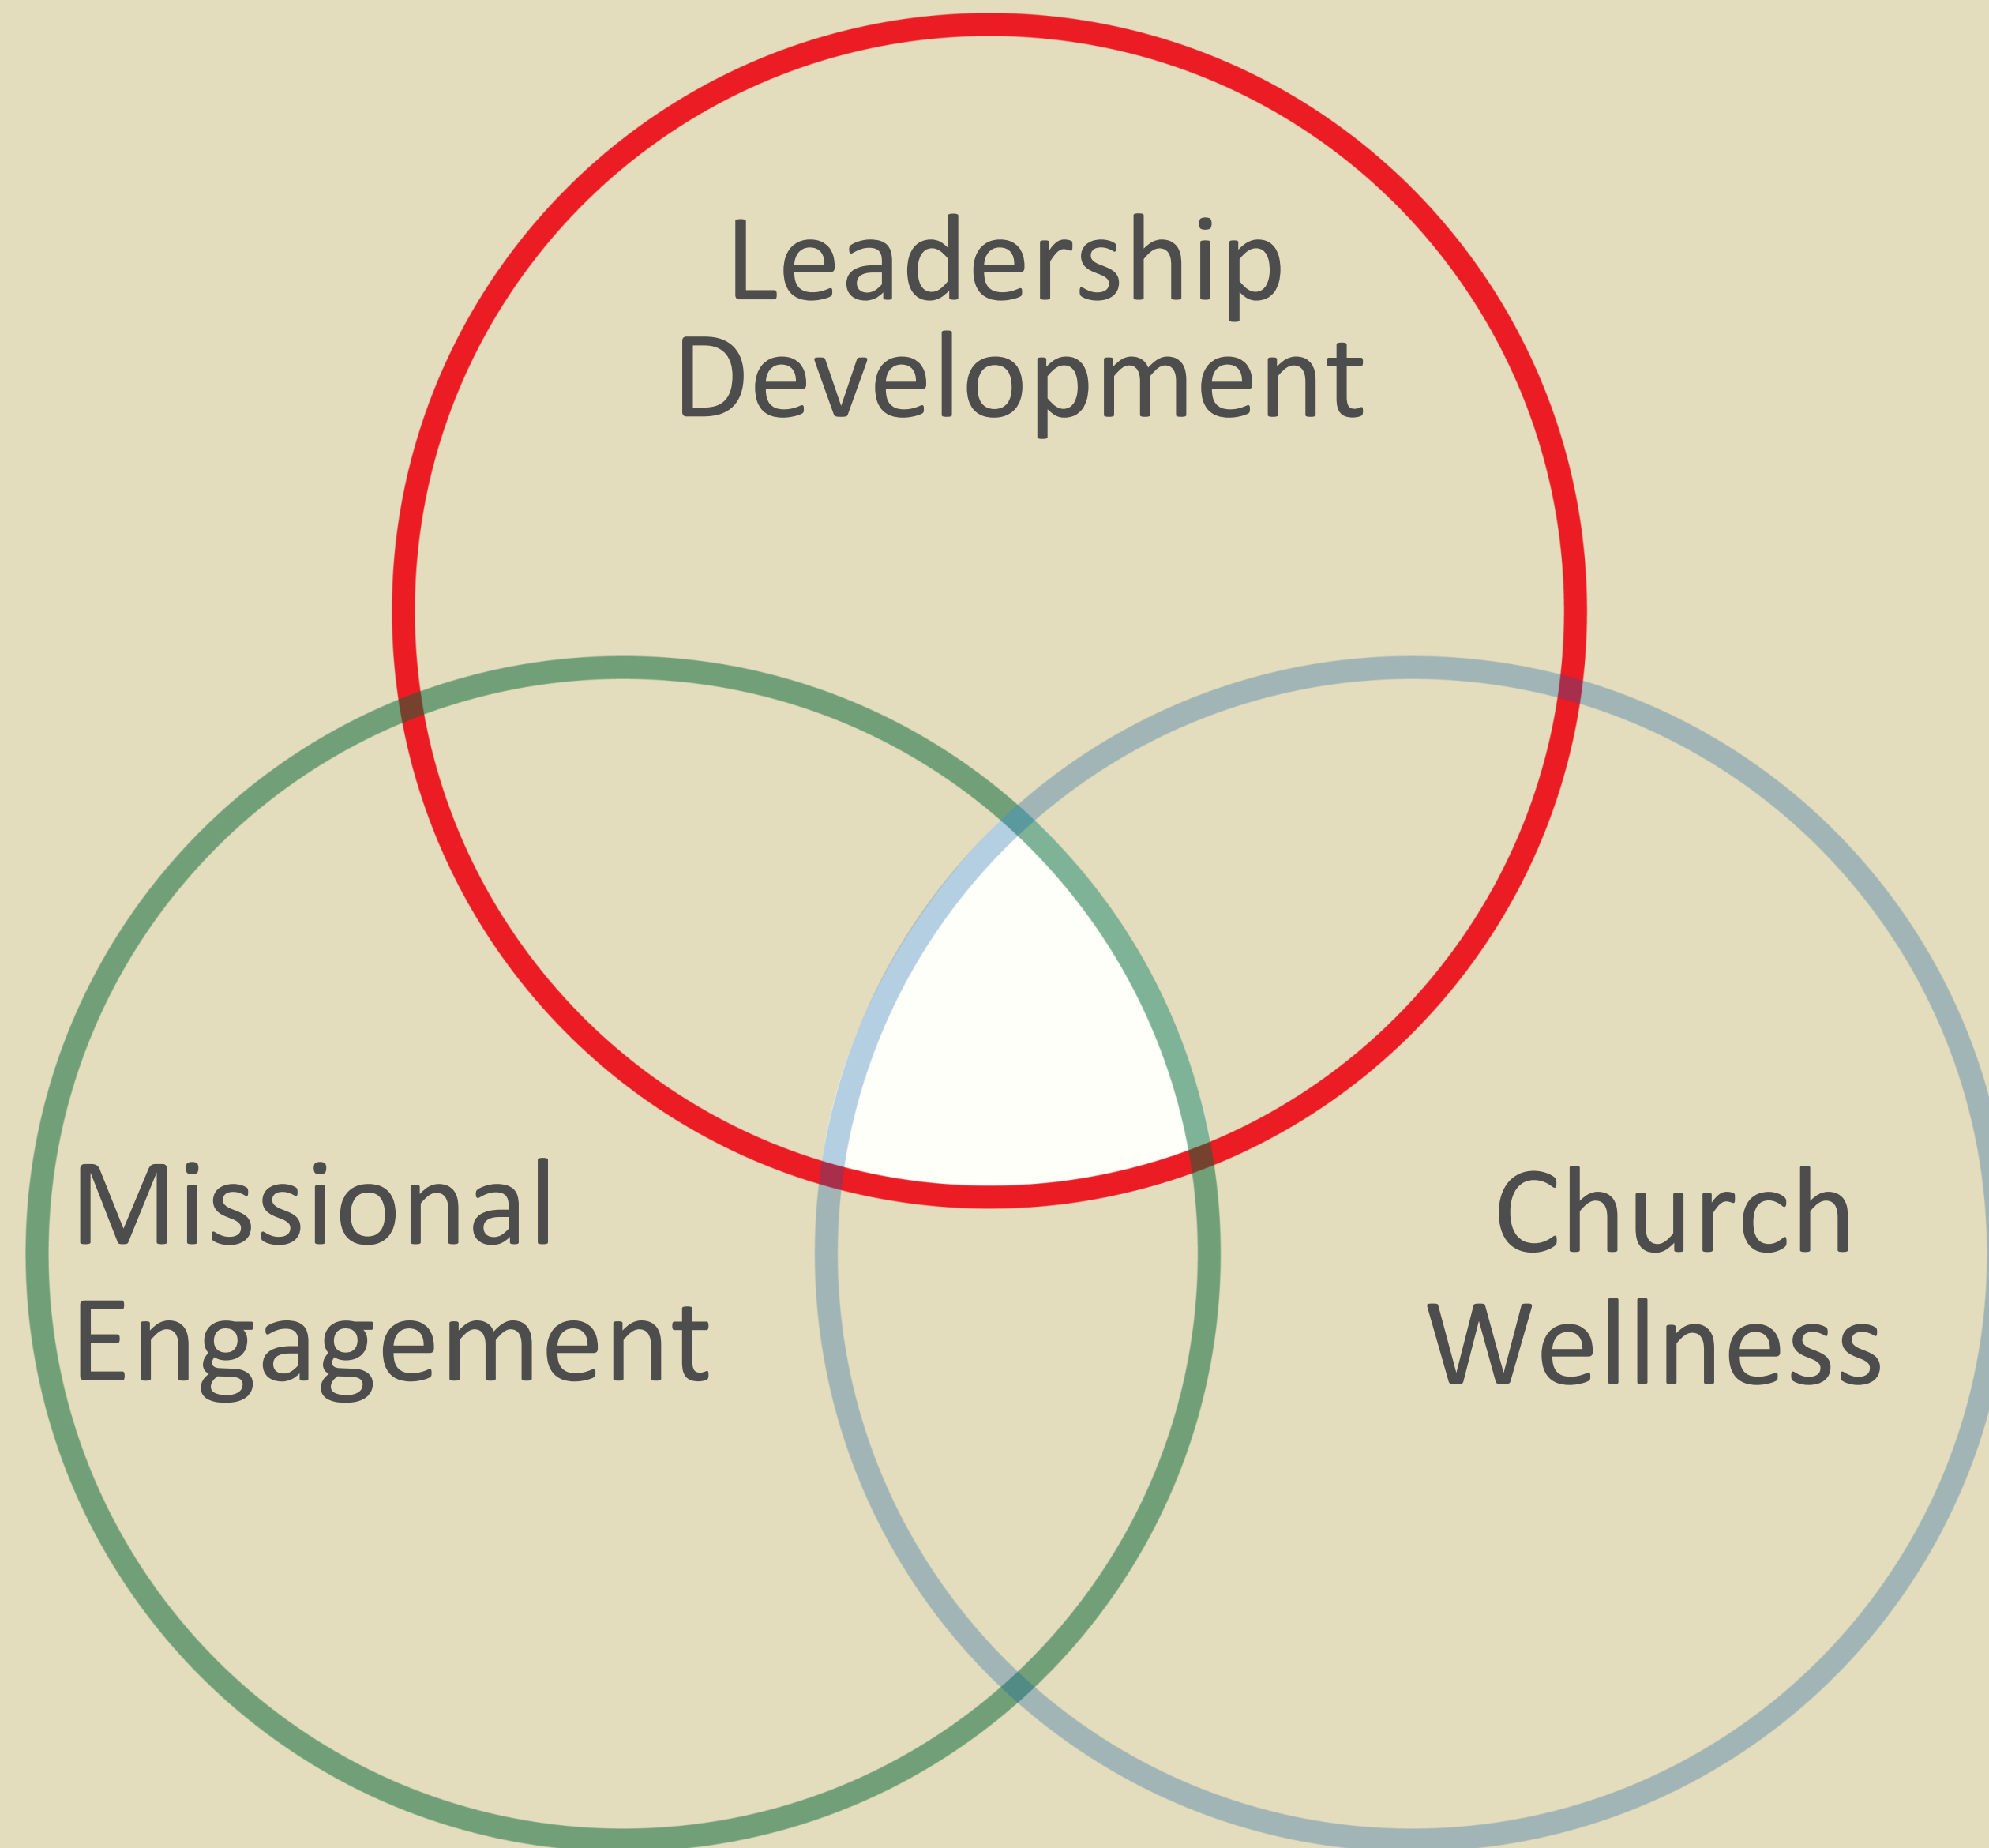 Leadership
Development
Missional
Engagement
Church
Wellness